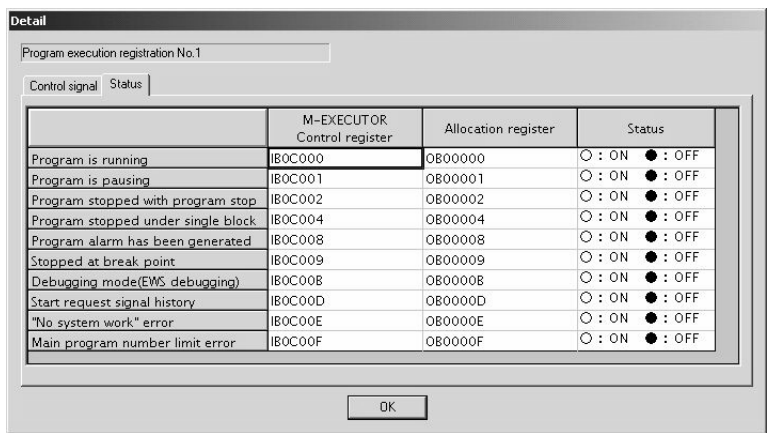 Detail
Program execution registration No.1
Control signal Status
M-EXECUTOR
Control register Allocation register Status
Program is running IB0C000 OB00000 ○ : ON ● : OFF
Program is pausing IB0C001 OB00001 ○ : ON ● : OFF
Program stopped with program stop IB0C002 OB00002 ○ : ON ● : OFF
Program stopped under single block IB0C004 OB00004 ○ : ON ● : OFF
Program alarm has been generated IB0C008 OB00008 ○ : ON ● : OFF
Stopped at break point IB0C009 OB00009 ○ : ON ● : OFF
Debugging mode(EWS debugging) IB0C00B OB0000B ○ : ON ● : OFF
Start request signal history IB0C00D OB0000D ○ : ON ● : OFF
"No system work" error IB0C00E OB0000E ○ : ON ● : OFF
Main program number limit error IB0C00F OB0000F ○ : ON ● : OFF
OK